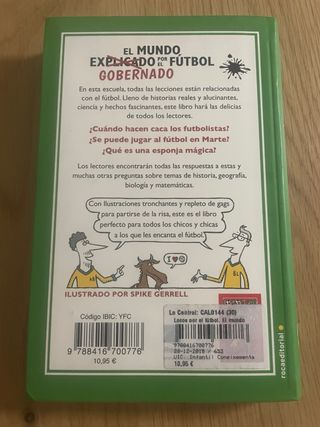 EL MUNDO
EXPLICADO POR EL FÚTBOL
GOBERNADO
En esta escuela, todas las lecciones están relacionadas
con el fútbol. Lleno de historias reales y alucinantes,
ciencia y hechos fascinantes, este libro hará las delicias
de todos los lectores.
¿Cuándo hacen caca los futbolistas?
¿Se puede jugar al fútbol en Marte?
¿Qué es una esponja mágica?
Los lectores encontrarán todas las respuestas a estas y
muchas otras preguntas sobre temas de historia, geografía,
biología y matemáticas.
Con ilustraciones tronchantes y repleto de gags
para partirse de la risa, este es el libro
perfecto para todos los chicos y chicas
a los que les encanta el fútbol.
ILUSTRADO POR SPIKE GERRELL
Código IBIC: YFC
9 788416 700776
10,95 €
La Central: CAL0144 (30)
Locos por el fútbol. El mundo
9788416700776
10,95 €
rocaeditorial